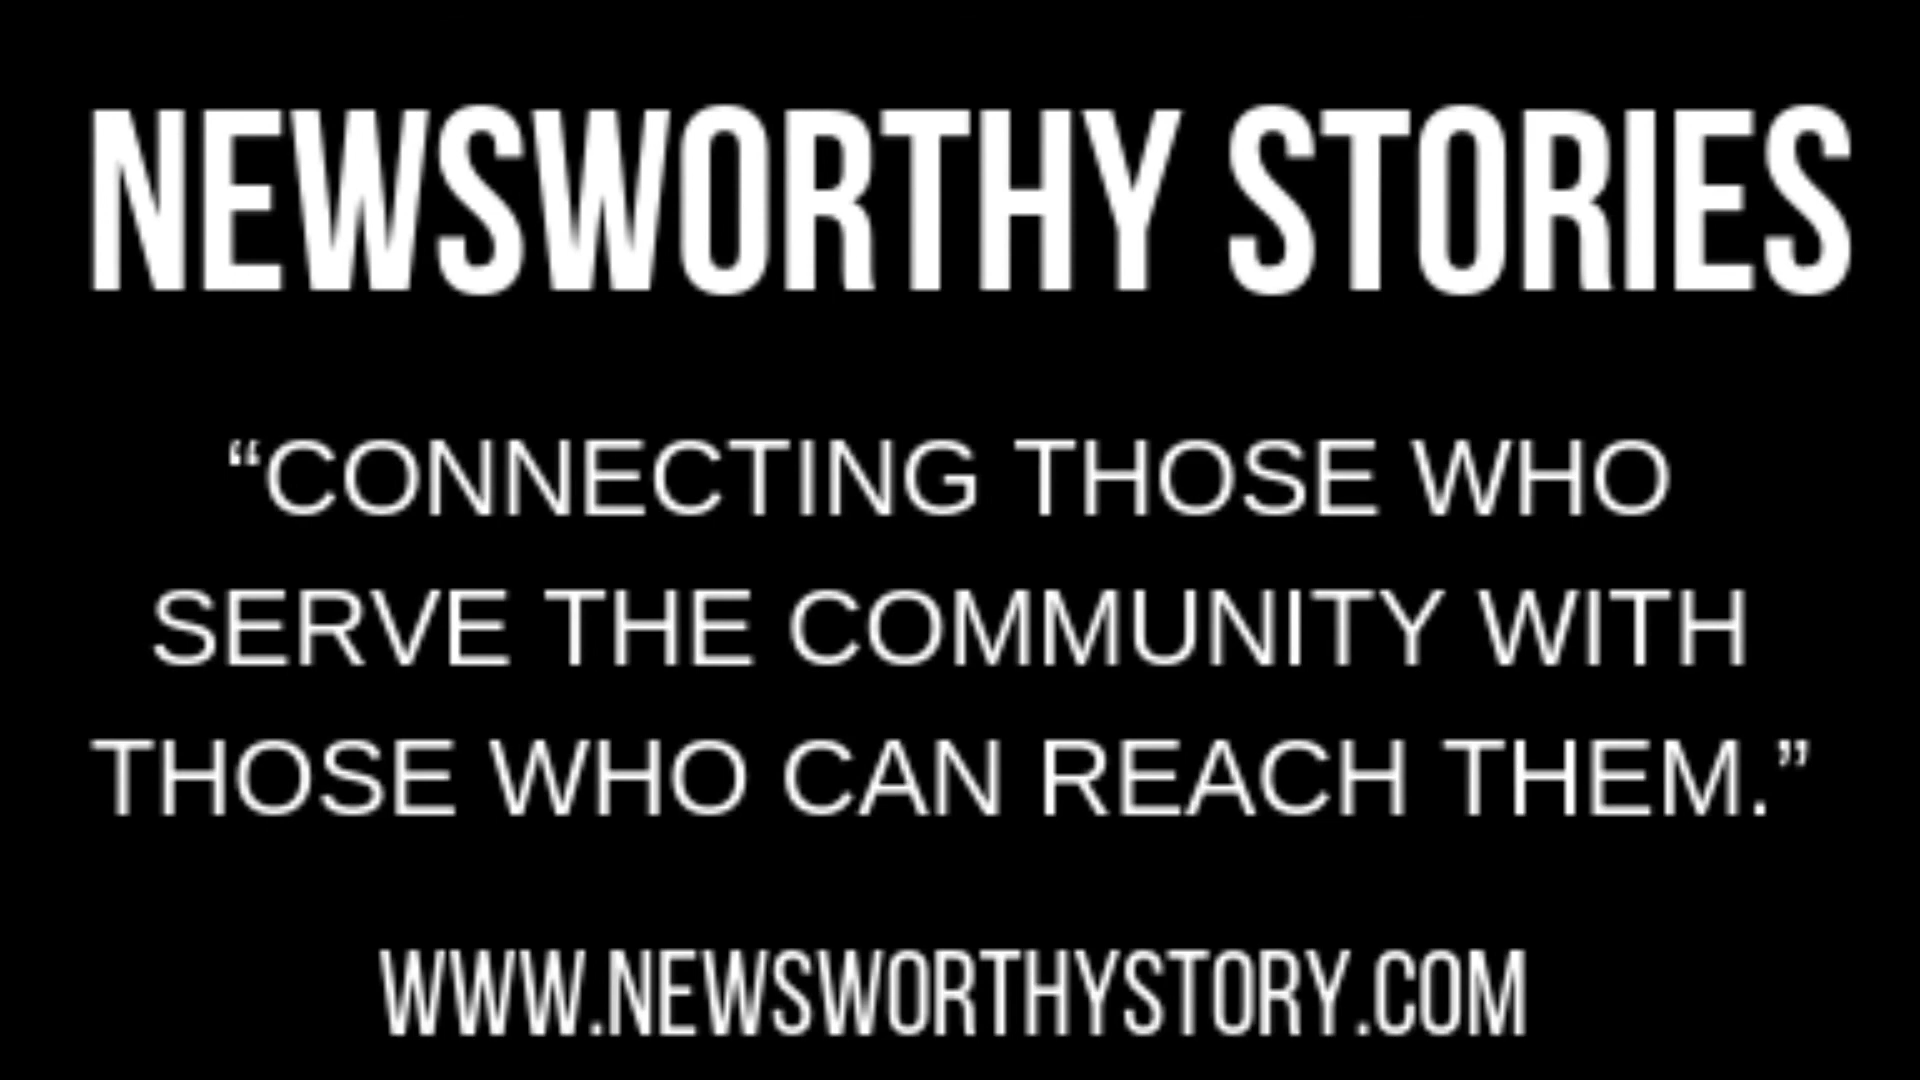 NEWSWORTHY STORIES
“CONNECTING THOSE WHO
SERVE THE COMMUNITY WITH
THOSE WHO CAN REACH THEM.”
WWW.NEWSWORTHYSTORY.COM